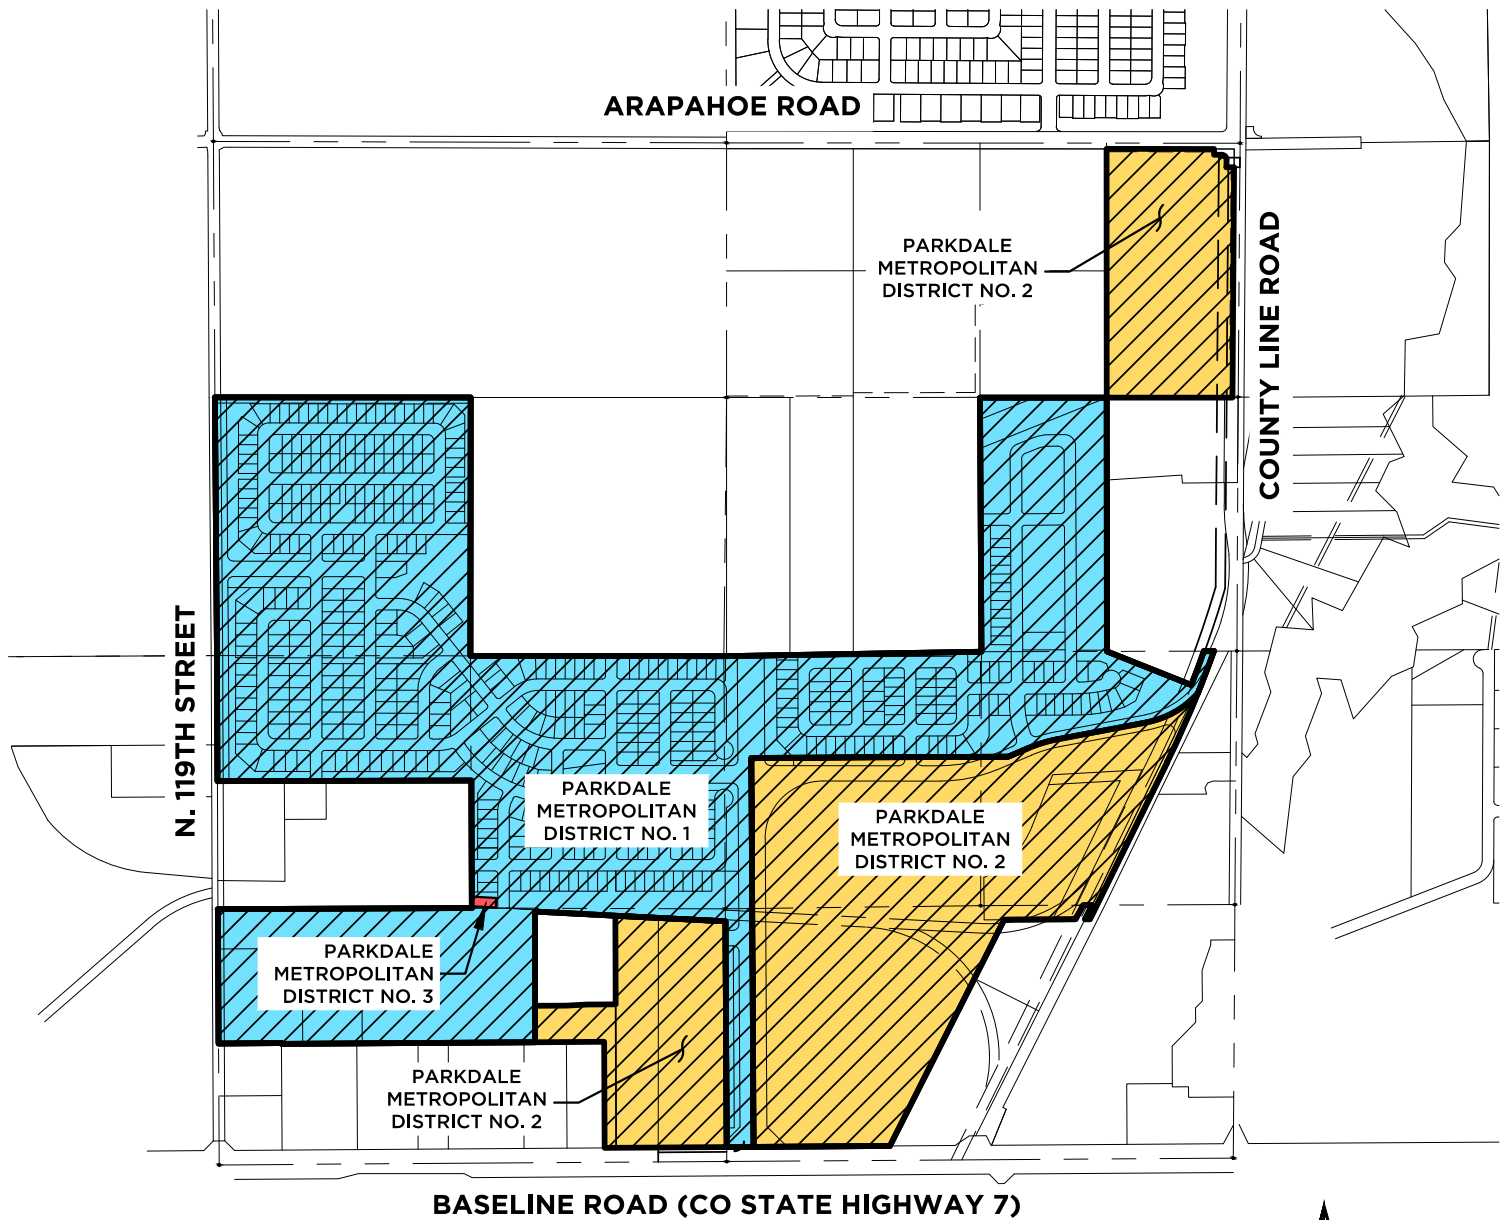 ARAPAHOE ROAD
PARKDALE
METROPOLITAN
DISTRICT NO. 2
COUNTY LINE ROAD
N. 119TH STREET
PARKDALE
METROPOLITAN
DISTRICT NO. 1
PARKDALE
METROPOLITAN
DISTRICT NO. 2
PARKDALE
METROPOLITAN
DISTRICT NO. 3
PARKDALE
METROPOLITAN
DISTRICT NO. 2
BASELINE ROAD (CO STATE HIGHWAY 7)